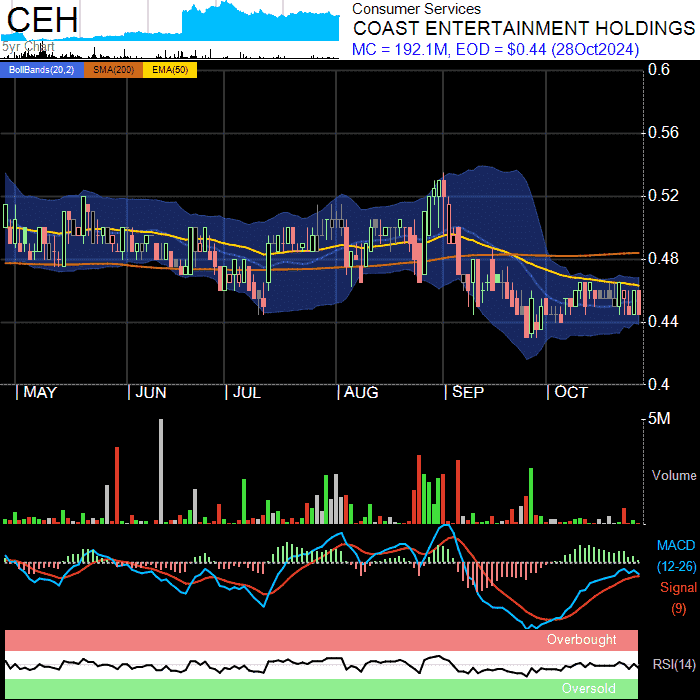 CEH
5yr Chart
Consumer Services
COAST ENTERTAINMENT HOLDINGS
MC = 192.1M, EOD = $0.44 (28Oct2024)
BollBands(20,2) SMA(200) EMA(50)
0.6
0.56
0.52
0.48
0.44
0.4
MAY JUN JUL AUG SEP OCT
5M
Volume
MACD
(12-26)
Signal
(9)
Overbought
RSI(14)
Oversold